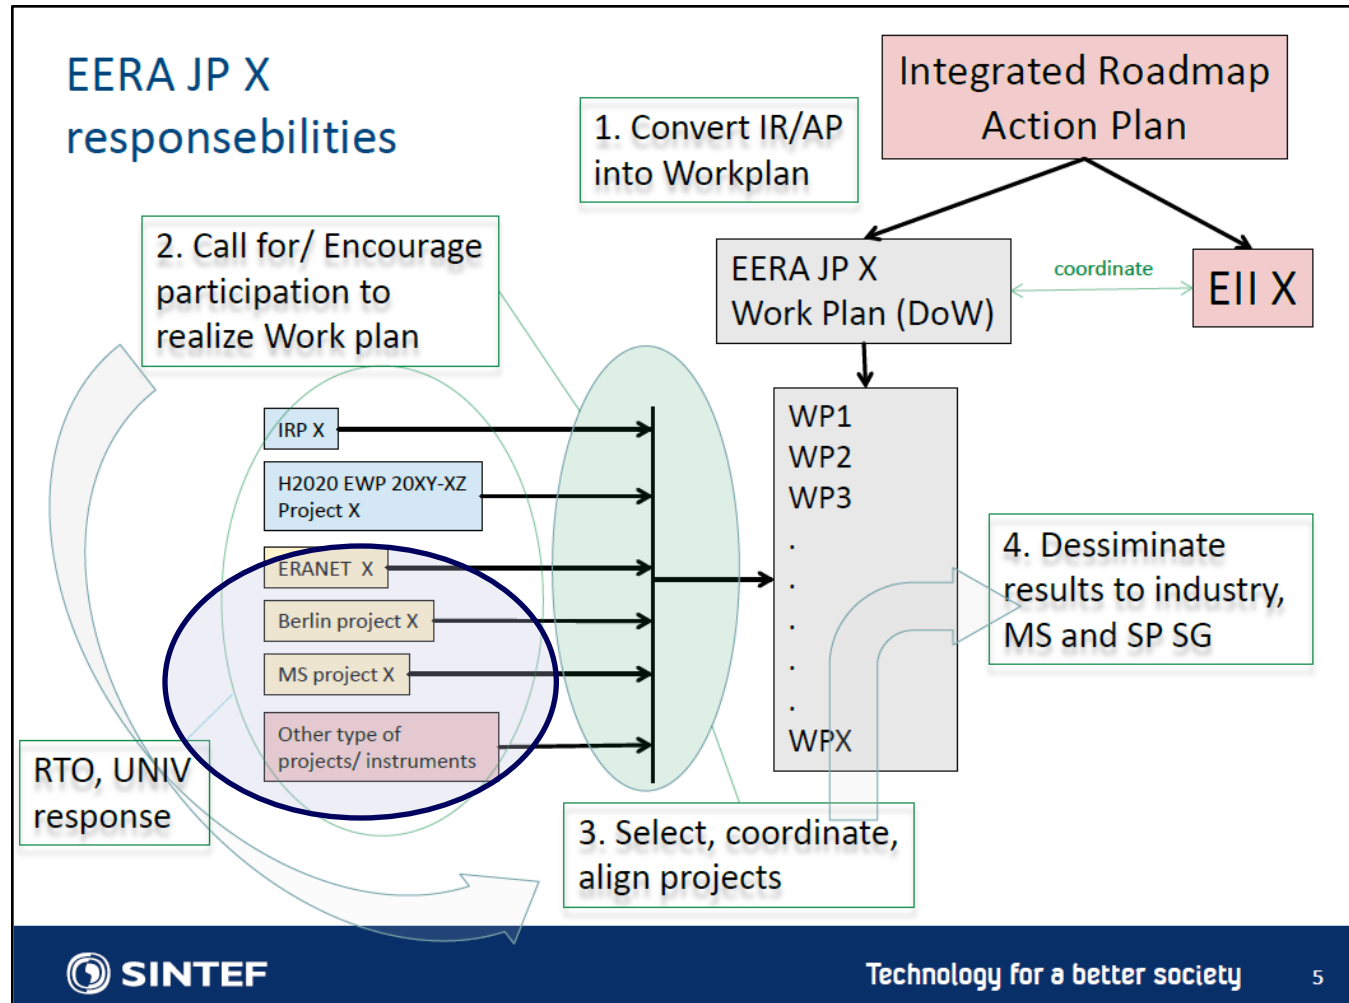 EERA JP X
responsebilities
Integrated Roadmap
Action Plan
1. Convert IR/AP
into Workplan
2. Call for/ Encourage
participation to
realize Work plan
EERA JP X
Work Plan (DoW)
coordinate
EII X
IRP X
H2020 EWP 20XY-XZ
Project X
ERANET X
Berlin project X
MS project X
Other type of
projects/ instruments
WP1
WP2
WP3
.
.
.
.
.
WPX
4. Dessiminate
results to industry,
MS and SP SG
RTO, UNIV
response
3. Select, coordinate,
align projects
SINTEF
Technology for a better society
5